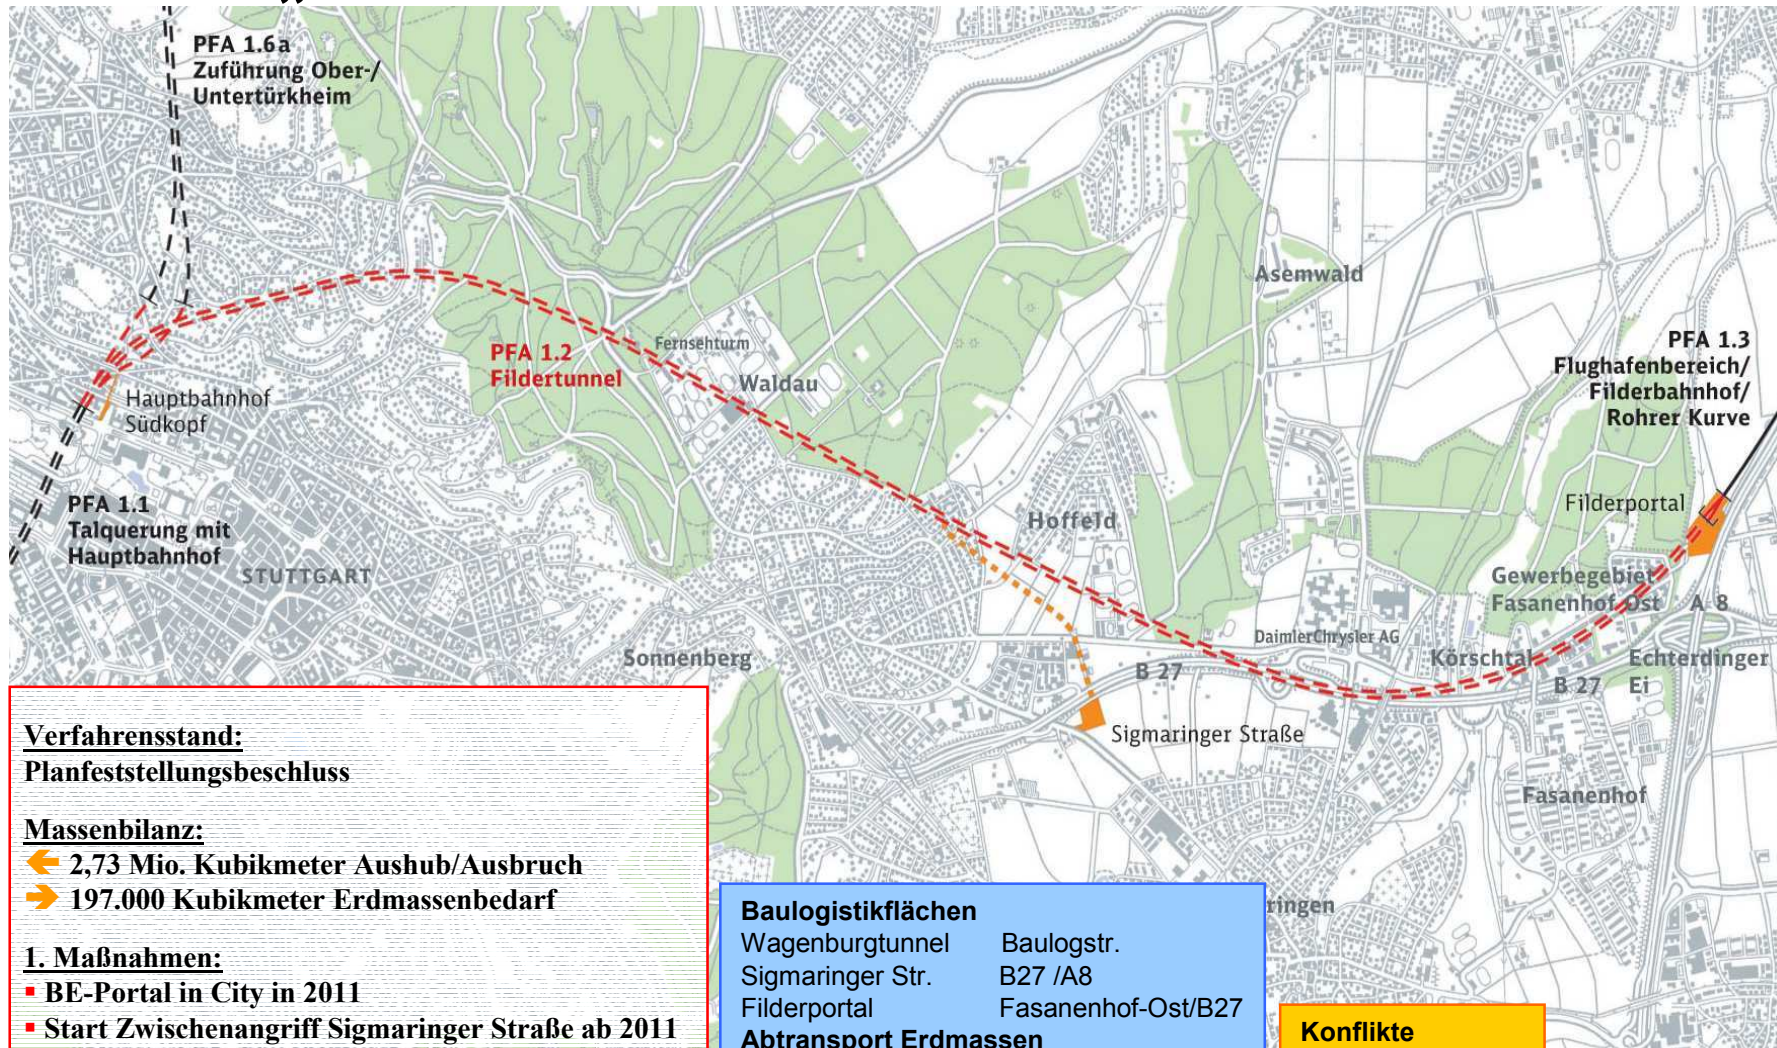 PFA 1.6a
Zuführung Ober-/
Untertürkheim
Asemwald
PFA 1.3
Flughafenbereich/
Filderbahnhof/
Rohrer Kurve
Fernsehturm
PFA 1.2
Fildertunnel
Waldau
Hauptbahnhof
Südkopf
PFA 1.1
Talquerung mit
Hauptbahnhof
STUTTGART
Hoffeld
Filderportal
Gewerbegebiet
Fasanenhof Ost
A 8
DaimlerChrysler AG
Sonnenberg
B 27
Körschtal
Echterdinger
Ei
B 27
Sigmaringer Straße
Fasanenhof
ringen
Verfahrensstand:
Planfeststellungsbeschluss
Massenbilanz:
2,73 Mio. Kubikmeter Aushub/Ausbruch
197.000 Kubikmeter Erdmassenbedarf
1. Maßnahmen:
▪ BE-Portal in City in 2011
▪ Start Zwischenangriff Sigmaringer Straße ab 2011
Baulogistikflächen
Wagenburgtunnel Baulogstr.
Sigmaringer Str. B27 /A8
Filderportal Fasanenhof-Ost/B27
Abtransport Erdmassen
Konflikte